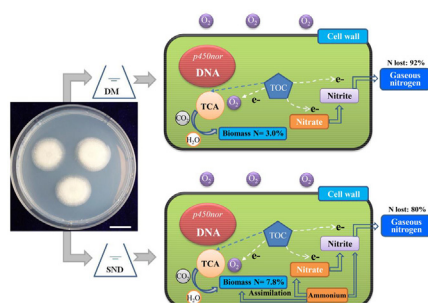 O2 O2 O2
Cell wall
N lost: 92%
p450nor
DNA
TOC
e-
Gaseous
nitrogen
DM
Nitrite
TCA
O2
e-
e-
CO2
Nitrate
Biomass N= 3.0%
H2O
O2 O2 O2
Cell wall
N lost: 80%
p450nor
DNA
Gaseous
nitrogen
TOC
e-
Nitrite
SND
TCA
O2
e-
e-
CO2
Nitrate
Biomass N= 7.8%
H2O
Assimilation
Ammonium